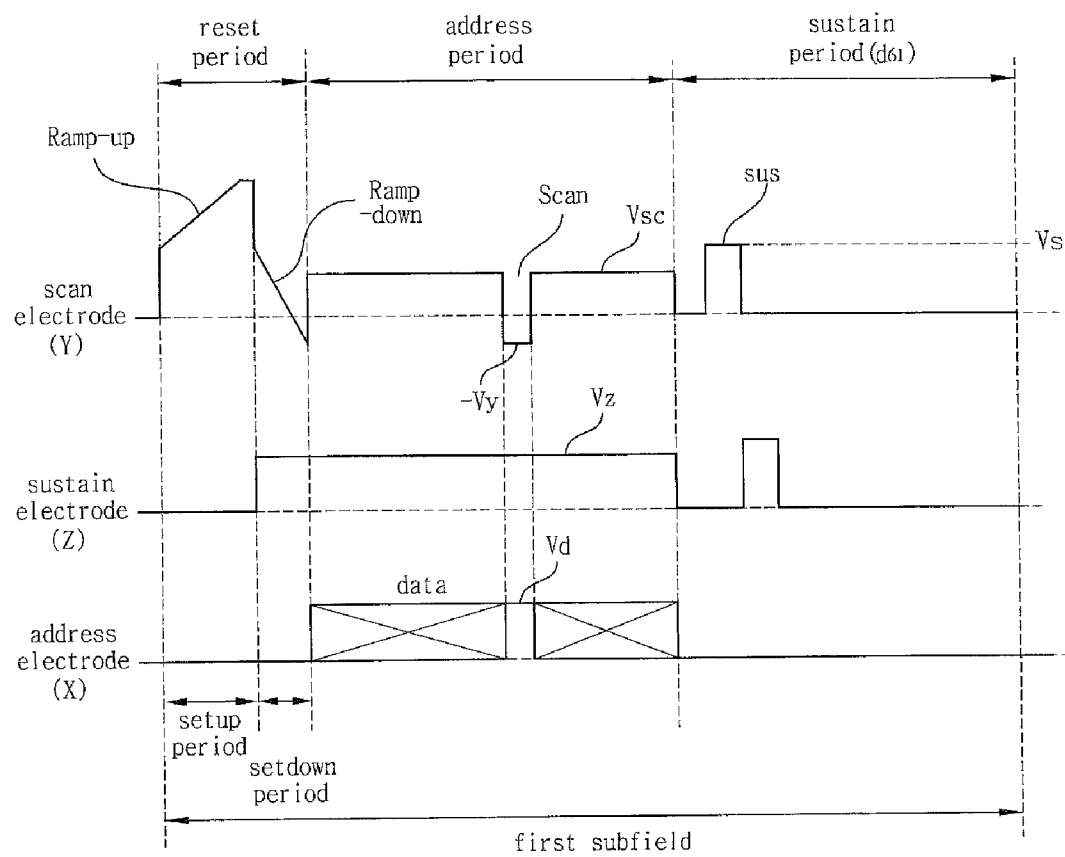 reset
period
address
period
sustain
period(d61)
Ramp-up
Ramp
-down
Scan
Vsc
sus
Vs
scan
electrode
(Y)
-Vy
Vz
sustain
electrode
(Z)
Vd
data
address
electrode
(X)
setup
period
setdown
period
first subfield